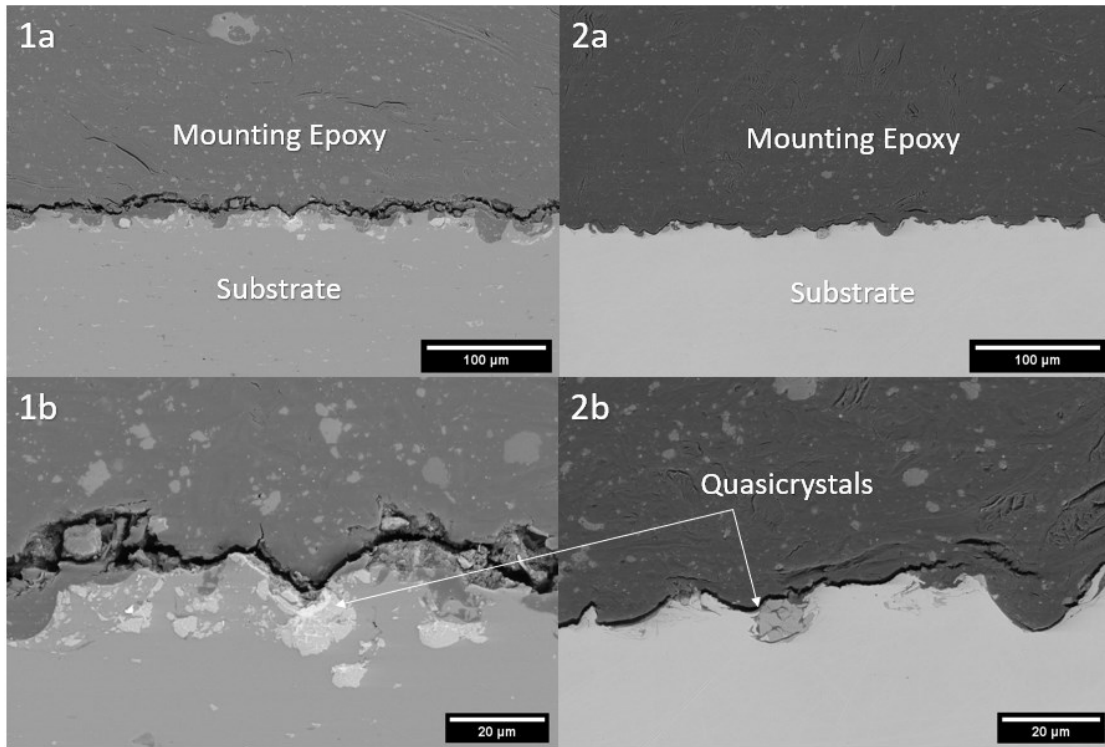 1a
Mounting Epoxy
Substrate
100 µm
2a
Mounting Epoxy
Substrate
100 µm
1b
20 µm
2b
Quasicrystals
20 µm